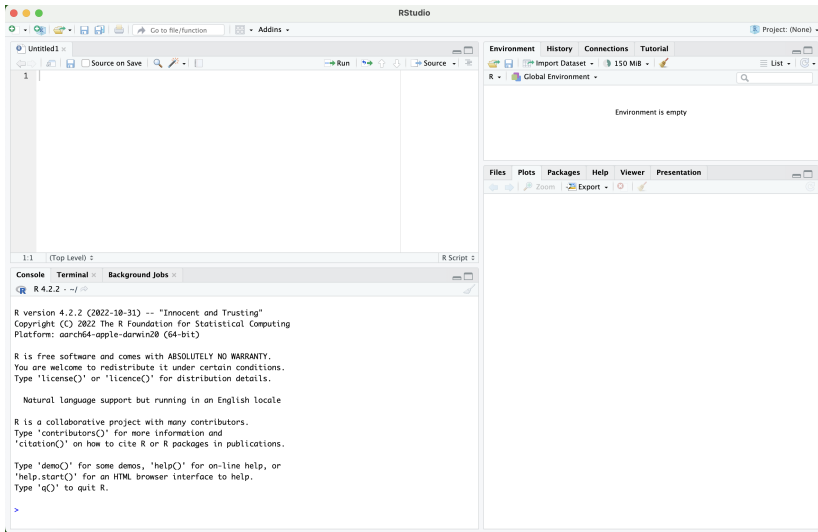 RStudio
Go to file/function
Addins
Project: (None)
Untitled1
Source on Save
Run
Source
1
1:1 (Top Level)
R Script
Console Terminal Background Jobs
R 4.2.2 · ~/
R version 4.2.2 (2022-10-31) -- "Innocent and Trusting"
Copyright (C) 2022 The R Foundation for Statistical Computing
Platform: aarch64-apple-darwin20 (64-bit)
R is free software and comes with ABSOLUTELY NO WARRANTY.
You are welcome to redistribute it under certain conditions.
Type 'license()' or 'licence()' for distribution details.
Natural language support but running in an English locale
R is a collaborative project with many contributors.
Type 'contributors()' for more information and
'citation()' on how to cite R or R packages in publications.
Type 'demo()' for some demos, 'help()' for on-line help, or
'help.start()' for an HTML browser interface to help.
Type 'q()' to quit R.
>
Environment History Connections Tutorial
Import Dataset 150 MiB List
R Global Environment
Environment is empty
Files Plots Packages Help Viewer Presentation
Zoom Export